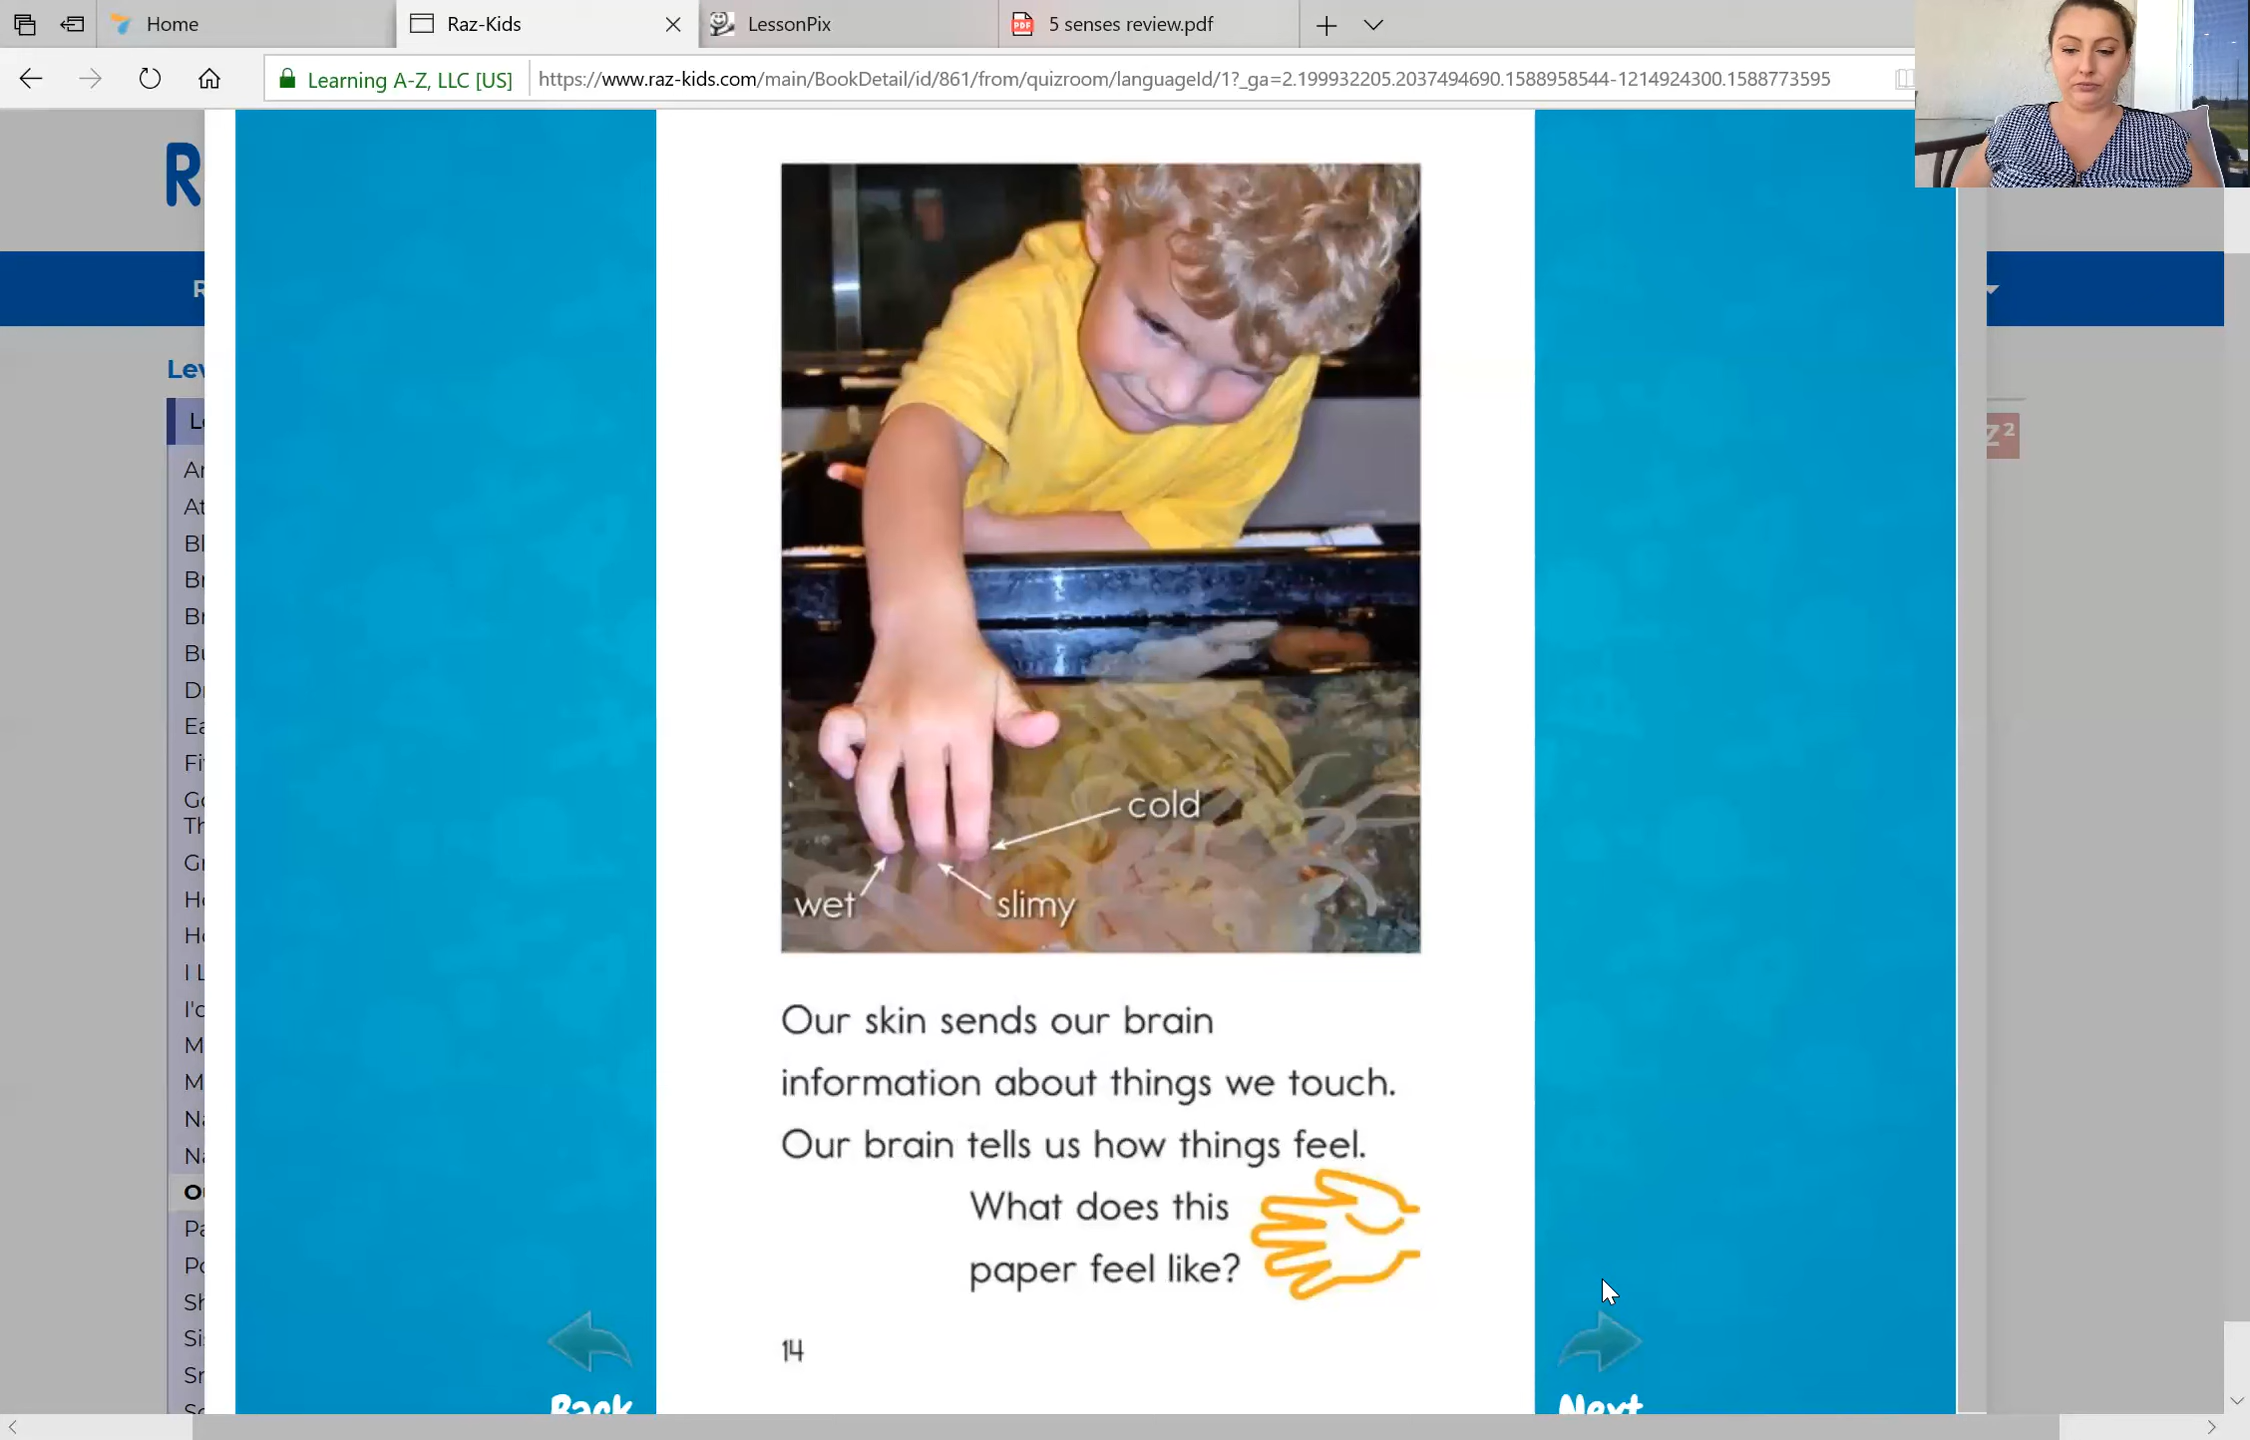 Home
Raz-Kids
LessonPix
5 senses review.pdf
Learning A-Z, LLC [US]
https://www.raz-kids.com/main/BookDetail/id/861/from/quizroom/languageId/1?_ga=2.199932205.2037494690.1588958544-1214924300.1588773595
cold
wet
slimy
Our skin sends our brain
information about things we touch.
Our brain tells us how things feel.
What does this
paper feel like?
14
Back
Next